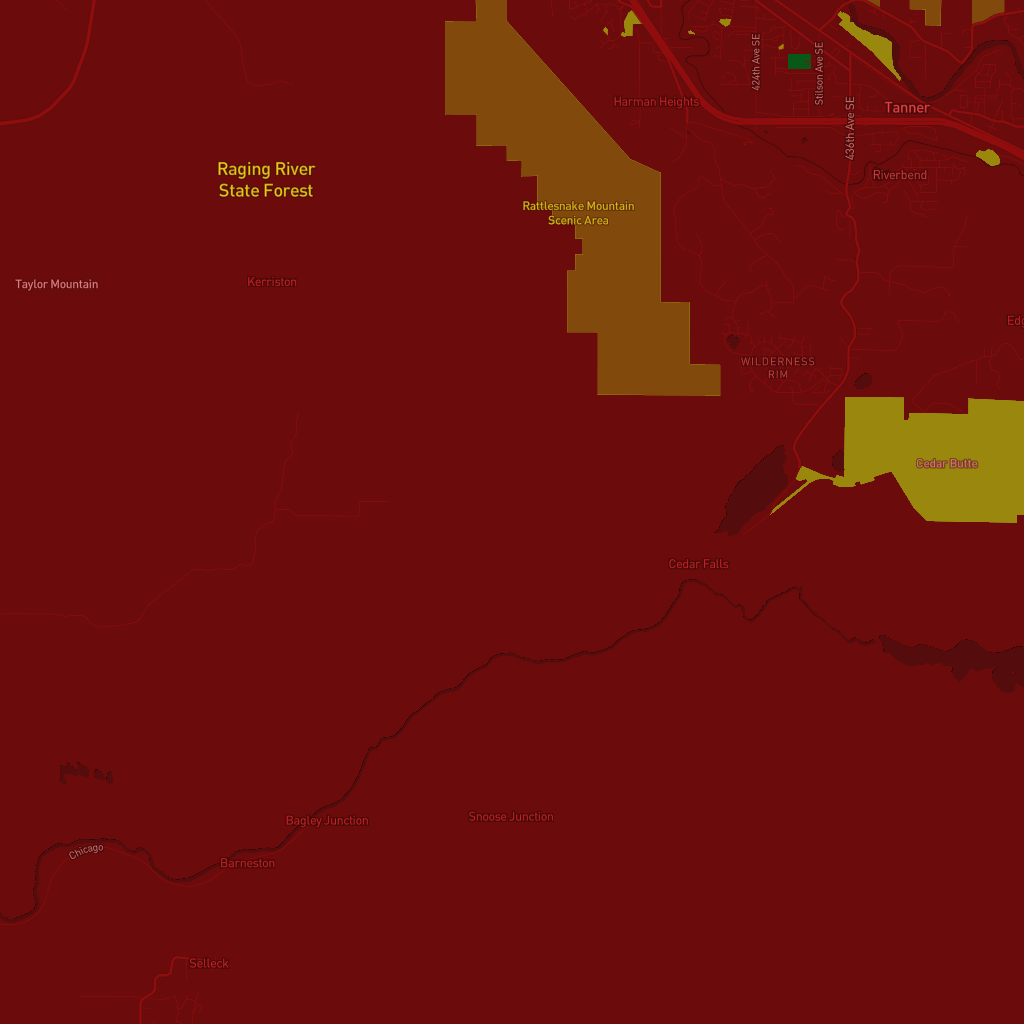 424th Ave SE
Stilson Ave SE
Harman Heights
Tanner
436th Ave SE
Raging River
State Forest
Riverbend
Rattlesnake Mountain
Scenic Area
Taylor Mountain
Kerriston
WILDERNESS
RIM
Cedar Butte
Cedar Falls
Snoose Junction
Bagley Junction
Chicago
Barneston
Selleck